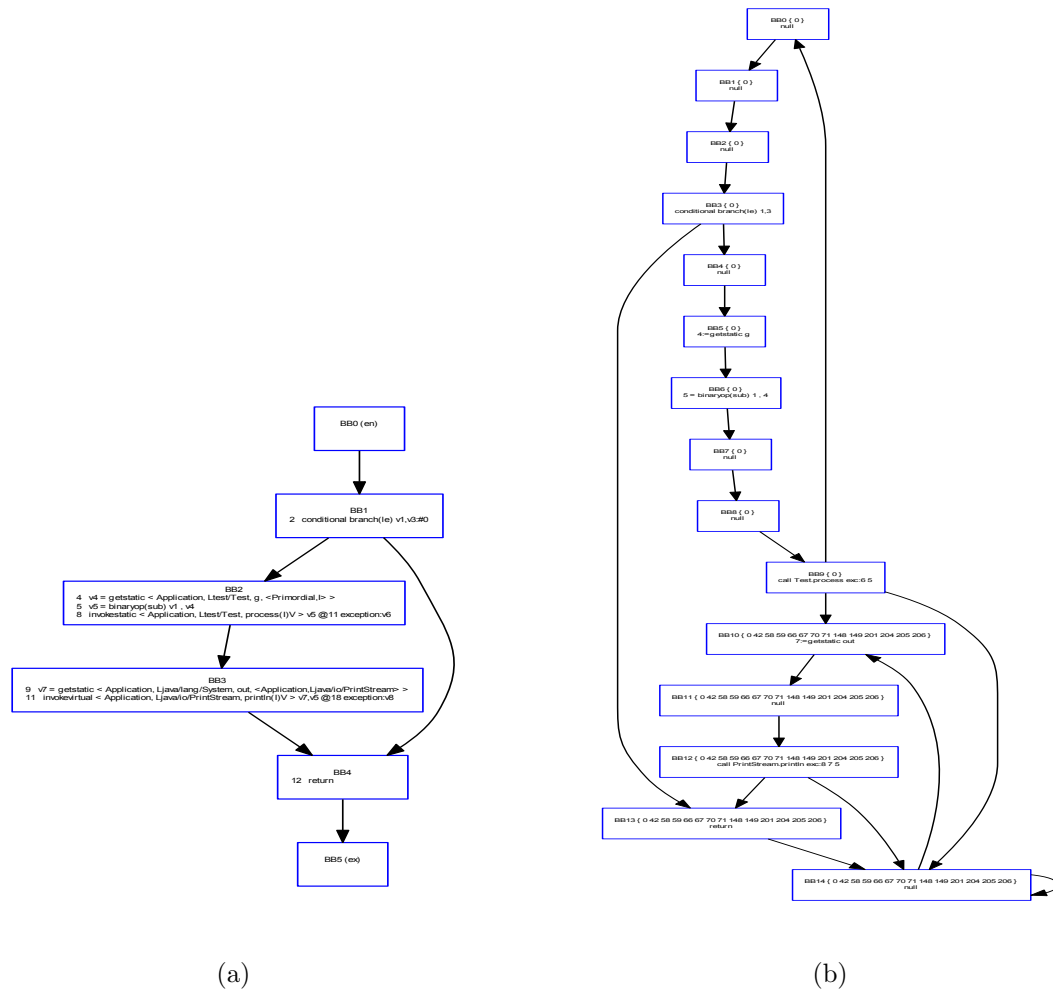 BB0 (en)
BB1
2 conditional branch(le) v1,v3:#0
BB2
4 v4 = getstatic < Application, Ltest/Test, g, <Primordial,I> >
5 v5 = binaryop(sub) v1 , v4
8 invokestatic < Application, Ltest/Test, process(I)V > v5 @11 exception:v6
BB3
9 v7 = getstatic < Application, Ljava/lang/System, out, <Application,Ljava/io/PrintStream> >
11 invokevirtual < Application, Ljava/io/PrintStream, println(I)V > v7,v5 @18 exception:v8
BB4
12 return
BB5 (ex)
(a)
BB0 { 0 }
null
BB1 { 0 }
null
BB2 { 0 }
null
BB3 { 0 }
conditional branch(le) 1,3
BB4 { 0 }
null
BB5 { 0 }
4:=getstatic g
BB6 { 0 }
5 = binaryop(sub) 1 , 4
BB7 { 0 }
null
BB8 { 0 }
null
BB9 { 0 }
call Test.process exc:6 5
BB10 { 0 42 58 59 66 67 70 71 148 149 201 204 205 206 }
7:=getstatic out
BB11 { 0 42 58 59 66 67 70 71 148 149 201 204 205 206 }
null
BB12 { 0 42 58 59 66 67 70 71 148 149 201 204 205 206 }
call PrintStream.println exc:8 7 5
BB13 { 0 42 58 59 66 67 70 71 148 149 201 204 205 206 }
return
BB14 { 0 42 58 59 66 67 70 71 148 149 201 204 205 206 }
null
(b)